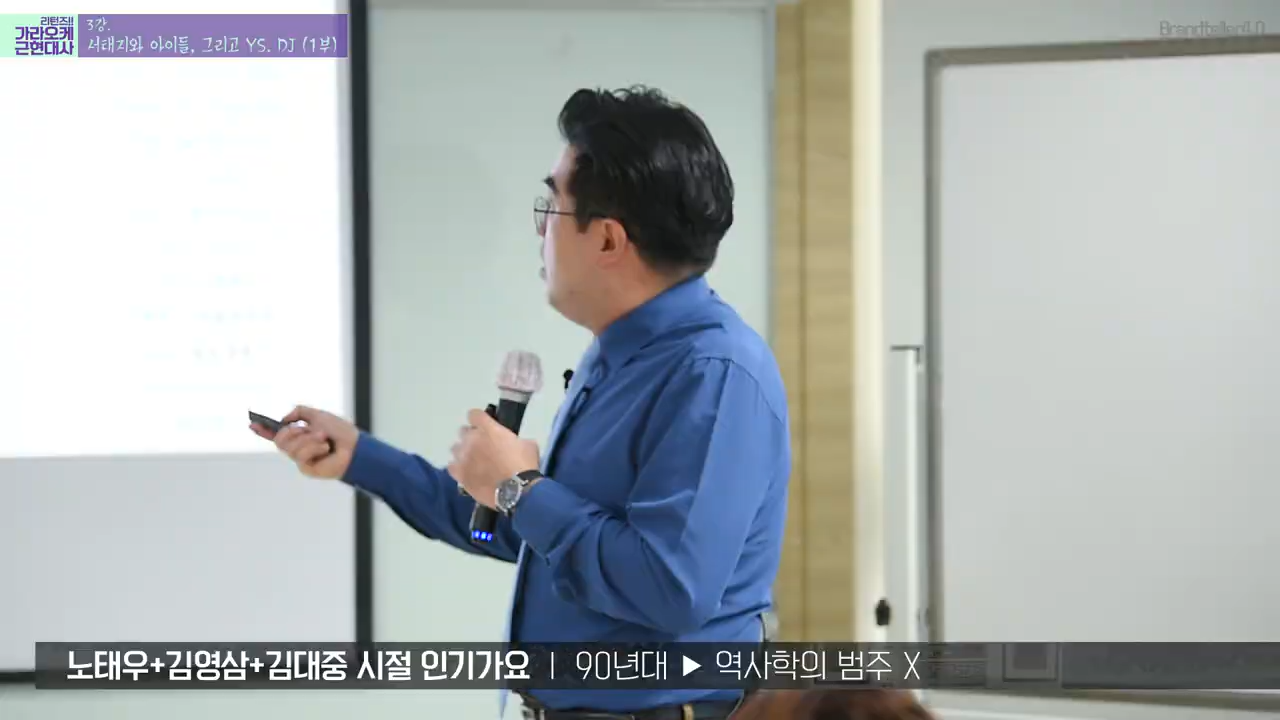 리턴즈!!
가라오케
근현대사
3강.
서태지와 아이들, 그리고 YS. DJ (1부)
Brandteller4.0
노태우+김영삼+김대중 시절 인기가요 | 90년대 ▶ 역사학의 범주 X